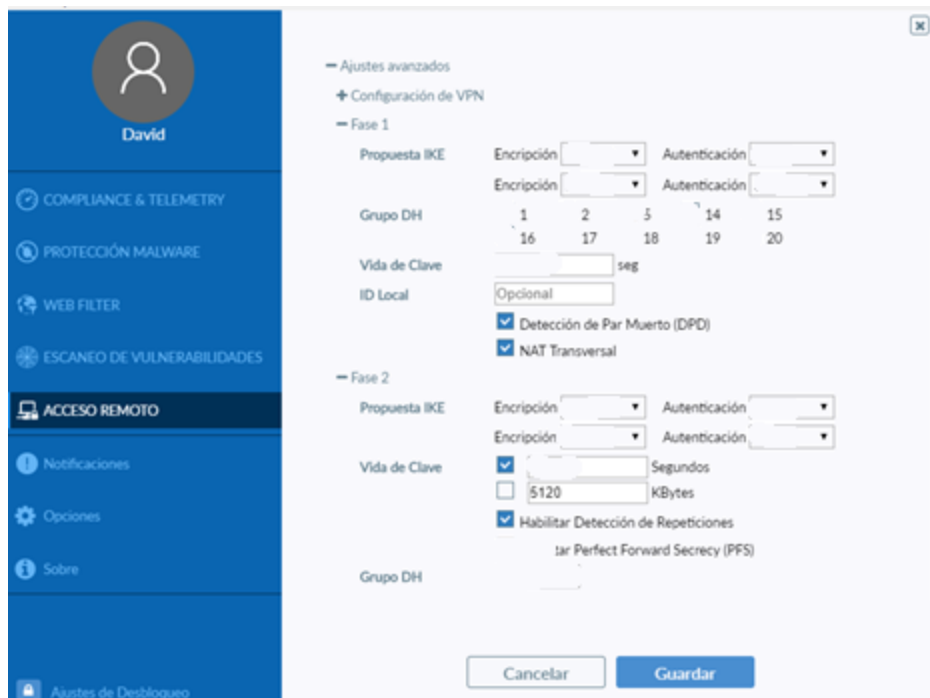 David
COMPLIANCE & TELEMETRY
PROTECCIÓN MALWARE
WEB FILTER
ESCANEO DE VULNERABILIDADES
ACCESO REMOTO
Notificaciones
Opciones
Sobre
Ajustes de Desbloqueo
Ajustes avanzados
Configuración de VPN
Fase 1
Propuesta IKE Encripción Autenticación
Encripción Autenticación
Grupo DH 1 2 5 14 15
16 17 18 19 20
Vida de Clave seg
ID Local Opcional
Detección de Par Muerto (DPD)
NAT Transversal
Fase 2
Propuesta IKE Encripción Autenticación
Encripción Autenticación
Vida de Clave Segundos
5120 KBytes
Habilitar Detección de Repeticiones
Perfect Forward Secrecy (PFS)
Grupo DH
Cancelar Guardar